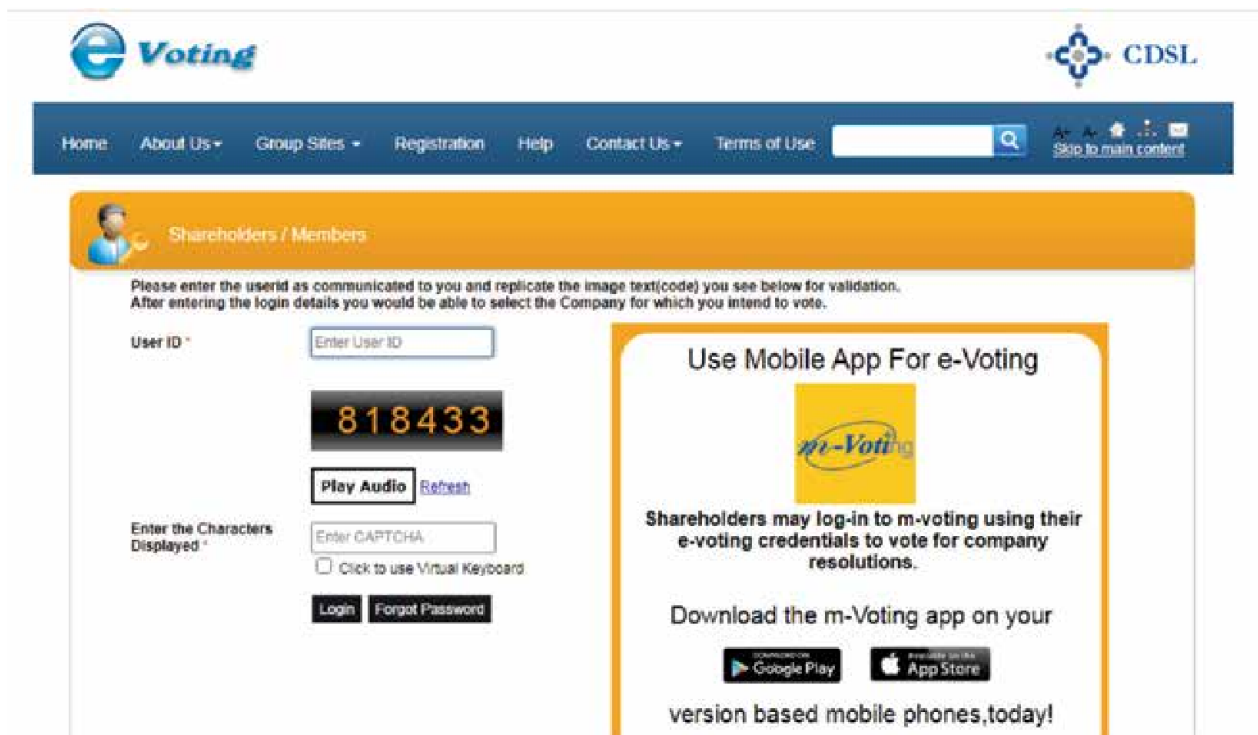 e Voting
CDSL
Home About Us Group Sites Registration Help Contact Us Terms of Use
A+ A-
Skip to main content
Shareholders / Members
Please enter the userid as communicated to you and replicate the image text(code) you see below for validation.
After entering the login details you would be able to select the Company for which you intend to vote.
User ID *
Enter User ID
818433
Play Audio Refresh
Enter the Characters
Displayed *
Enter CAPTCHA
Click to use Virtual Keyboard
Login Forgot Password
Use Mobile App For e-Voting
m-Voting
Shareholders may log-in to m-voting using their
e-voting credentials to vote for company
resolutions.
Download the m-Voting app on your
Google Play
Available on the
App Store
version based mobile phones,today!